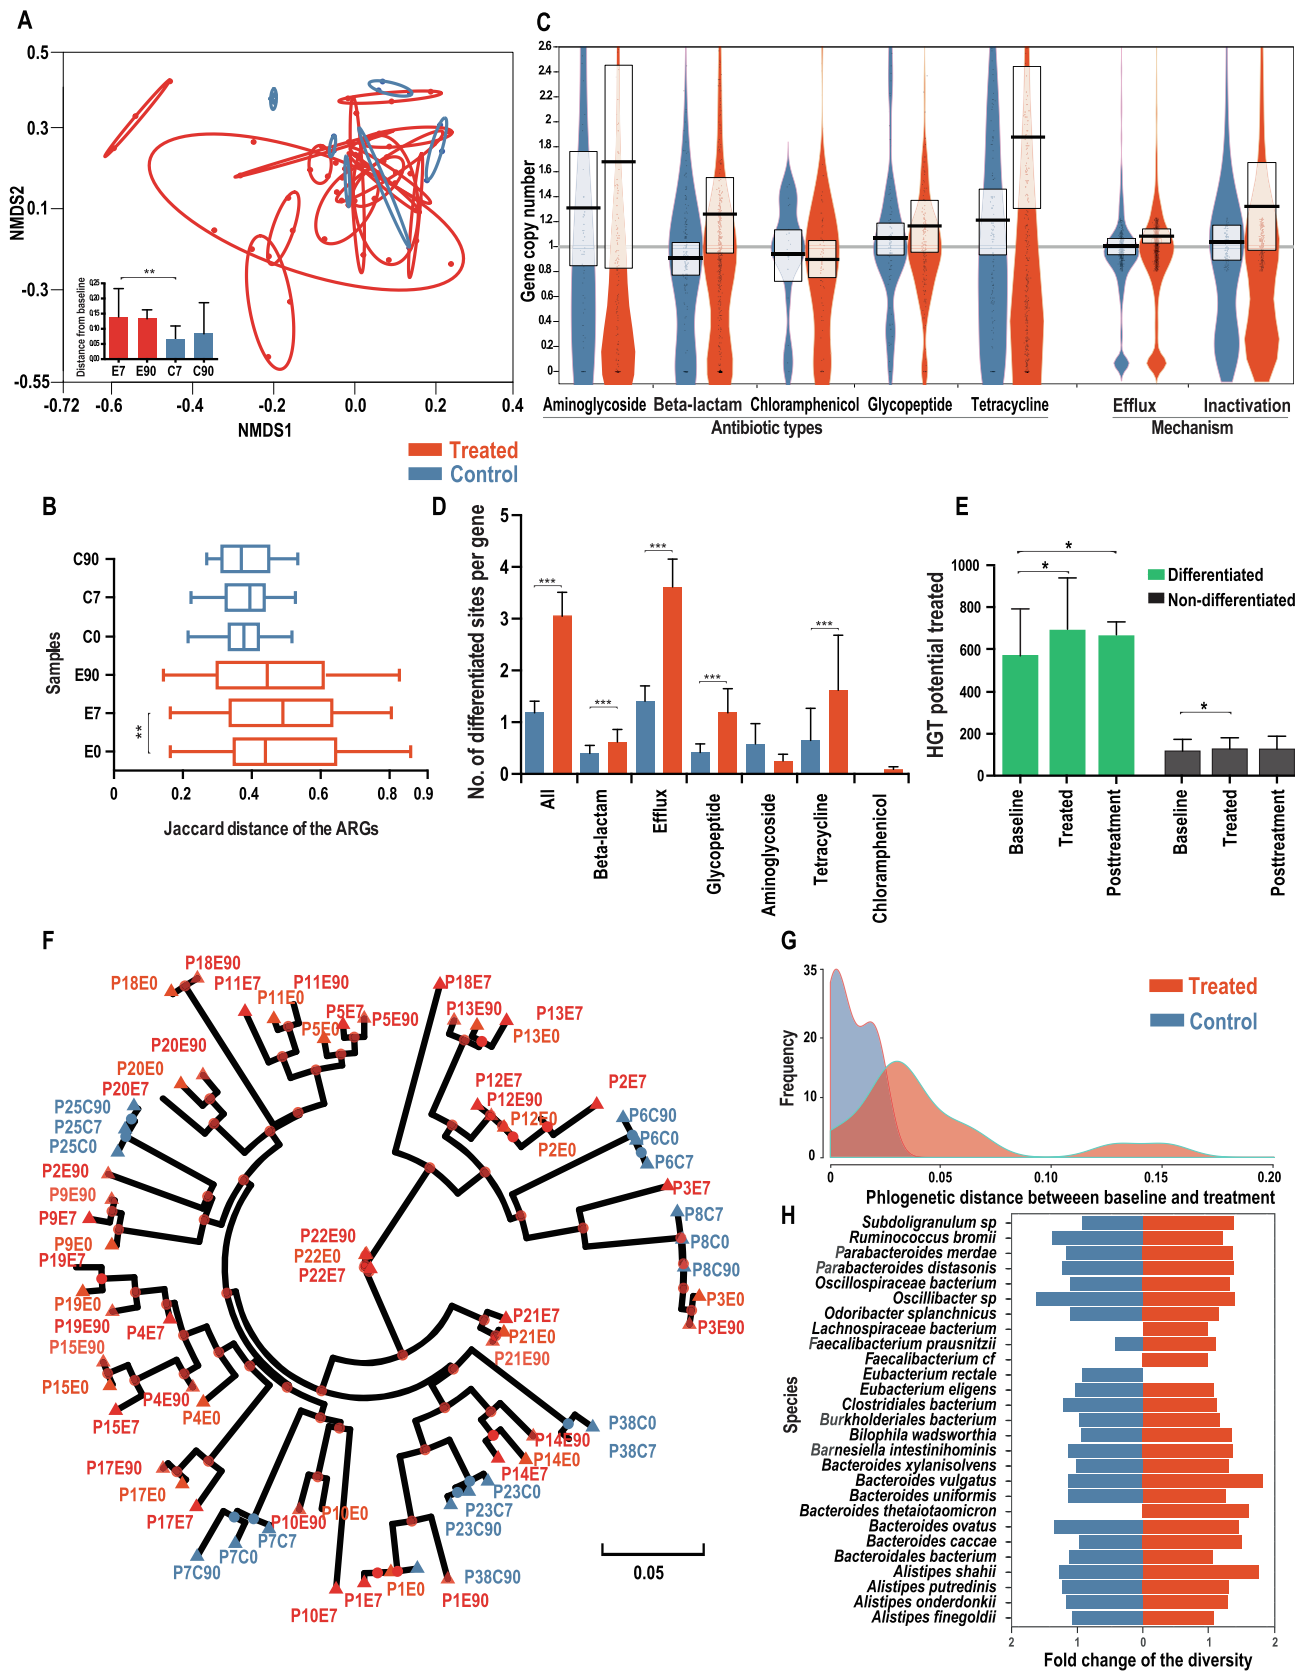 A
0.5
0.3
0.1
-0.3
-0.55
NMDS2
-0.72
-0.6
-0.4
-0.2
0.0
0.2
0.4
NMDS1
Distance from baseline
0,25
0,20
0,15
0,10
0,05
0,00
**
E7
E90
C7
C90
Treated
Control
C
Gene copy number
2.6
2.4
2.2
2
1.8
1.6
1.4
1.2
1
0.8
0.6
0.4
0.2
0
Aminoglycoside
Beta-lactam
Chloramphenicol
Glycopeptide
Tetracycline
Efflux
Inactivation
Antibiotic types
Mechanism
B
Samples
C90
C7
C0
E90
E7
E0
**
0
0.2
0.4
0.6
0.8
0.9
Jaccard distance of the ARGs
D
No. of differentiated sites per gene
5
4
3
2
1
0
***
***
***
***
***
All
Beta-lactam
Efflux
Glycopeptide
Aminoglycoside
Tetracycline
Chloramphenicol
E
HGT potential treated
1000
800
600
400
200
0
*
*
*
Differentiated
Non-differentiated
Baseline
Treated
Posttreatment
Baseline
Treated
Posttreatment
F
P18E90
P18E0
P11E7
P11E90
P11E0
P5E7
P5E0
P5E90
P20E90
P20E0
P20E7
P25C90
P25C7
P25C0
P2E90
P9E90
P9E7
P9E0
P19E7
P19E0
P19E90
P4E7
P15E90
P15E0
P4E90
P15E7
P4E0
P17E90
P17E0
P17E7
P7C90
P7C0
P7C7
P10E90
P10E0
P10E7
P1E7
P1E0
P1E90
P38C90
P23C90
P23C7
P23C0
P14E7
P14E0
P14E90
P38C0
P38C7
P21E7
P21E0
P21E90
P22E90
P22E0
P22E7
P18E7
P13E90
P13E7
P13E0
P12E7
P12E90
P12E0
P2E7
P2E0
P6C90
P6C0
P6C7
P3E7
P8C7
P8C0
P8C90
P3E0
P3E90
0.05
G
Frequency
35
20
10
0
Treated
Control
0
0.05
0.10
0.15
0.20
Phlogenetic distance betweeen baseline and treatment
H
Species
Subdoligranulum sp
Ruminococcus bromii
Parabacteroides merdae
Parabacteroides distasonis
Oscillospiraceae bacterium
Oscillibacter sp
Odoribacter splanchnicus
Lachnospiraceae bacterium
Faecalibacterium prausnitzii
Faecalibacterium cf
Eubacterium rectale
Eubacterium eligens
Clostridiales bacterium
Burkholderiales bacterium
Bilophila wadsworthia
Barnesiella intestinihominis
Bacteroides xylanisolvens
Bacteroides vulgatus
Bacteroides uniformis
Bacteroides thetaiotaomicron
Bacteroides ovatus
Bacteroides caccae
Bacteroidales bacterium
Alistipes shahii
Alistipes putredinis
Alistipes onderdonkii
Alistipes finegoldii
2
1
0
1
2
Fold change of the diversity